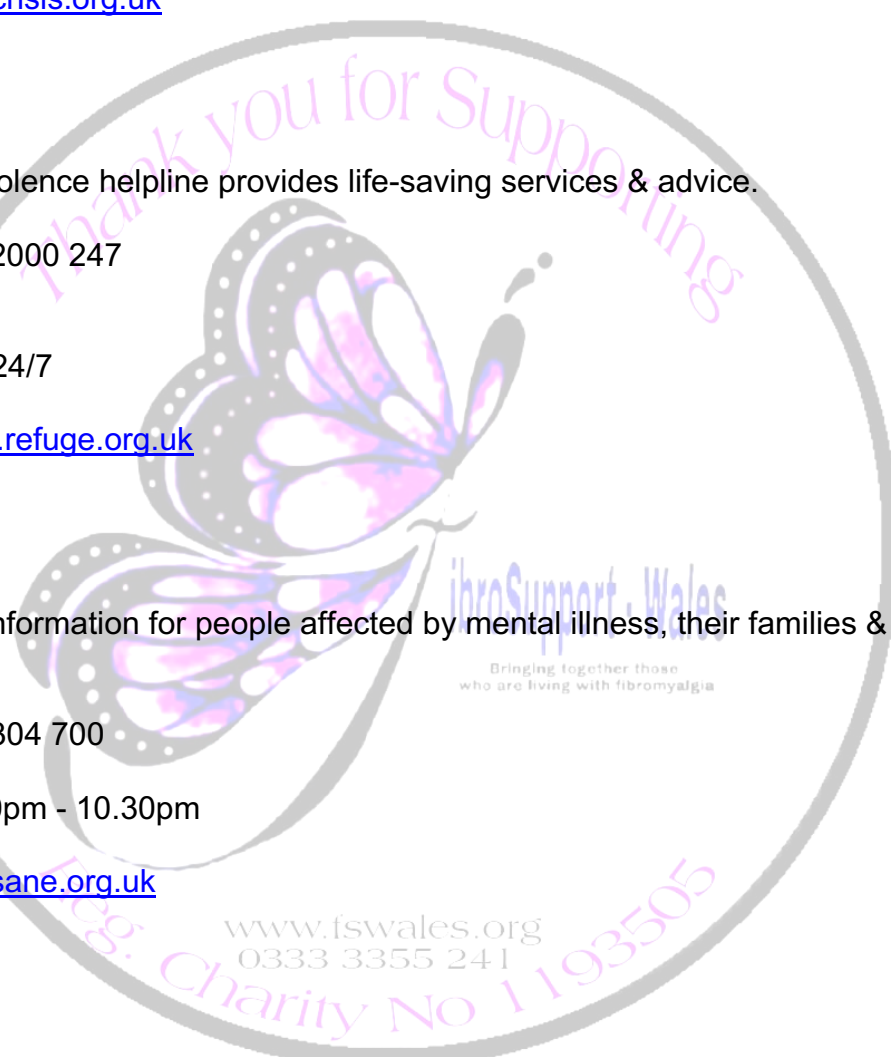 crisis.org.uk
Thank you for Supporting
olence helpline provides life-saving services & advice.
2000 247
24/7
.refuge.org.uk
ibroSupport - Wales
nformation for people affected by mental illness, their families &
Bringing together those
who are living with fibromyalgia
304 700
0pm - 10.30pm
sane.org.uk
www.fswales.org
0333 3355 241
Reg. Charity No 1193505